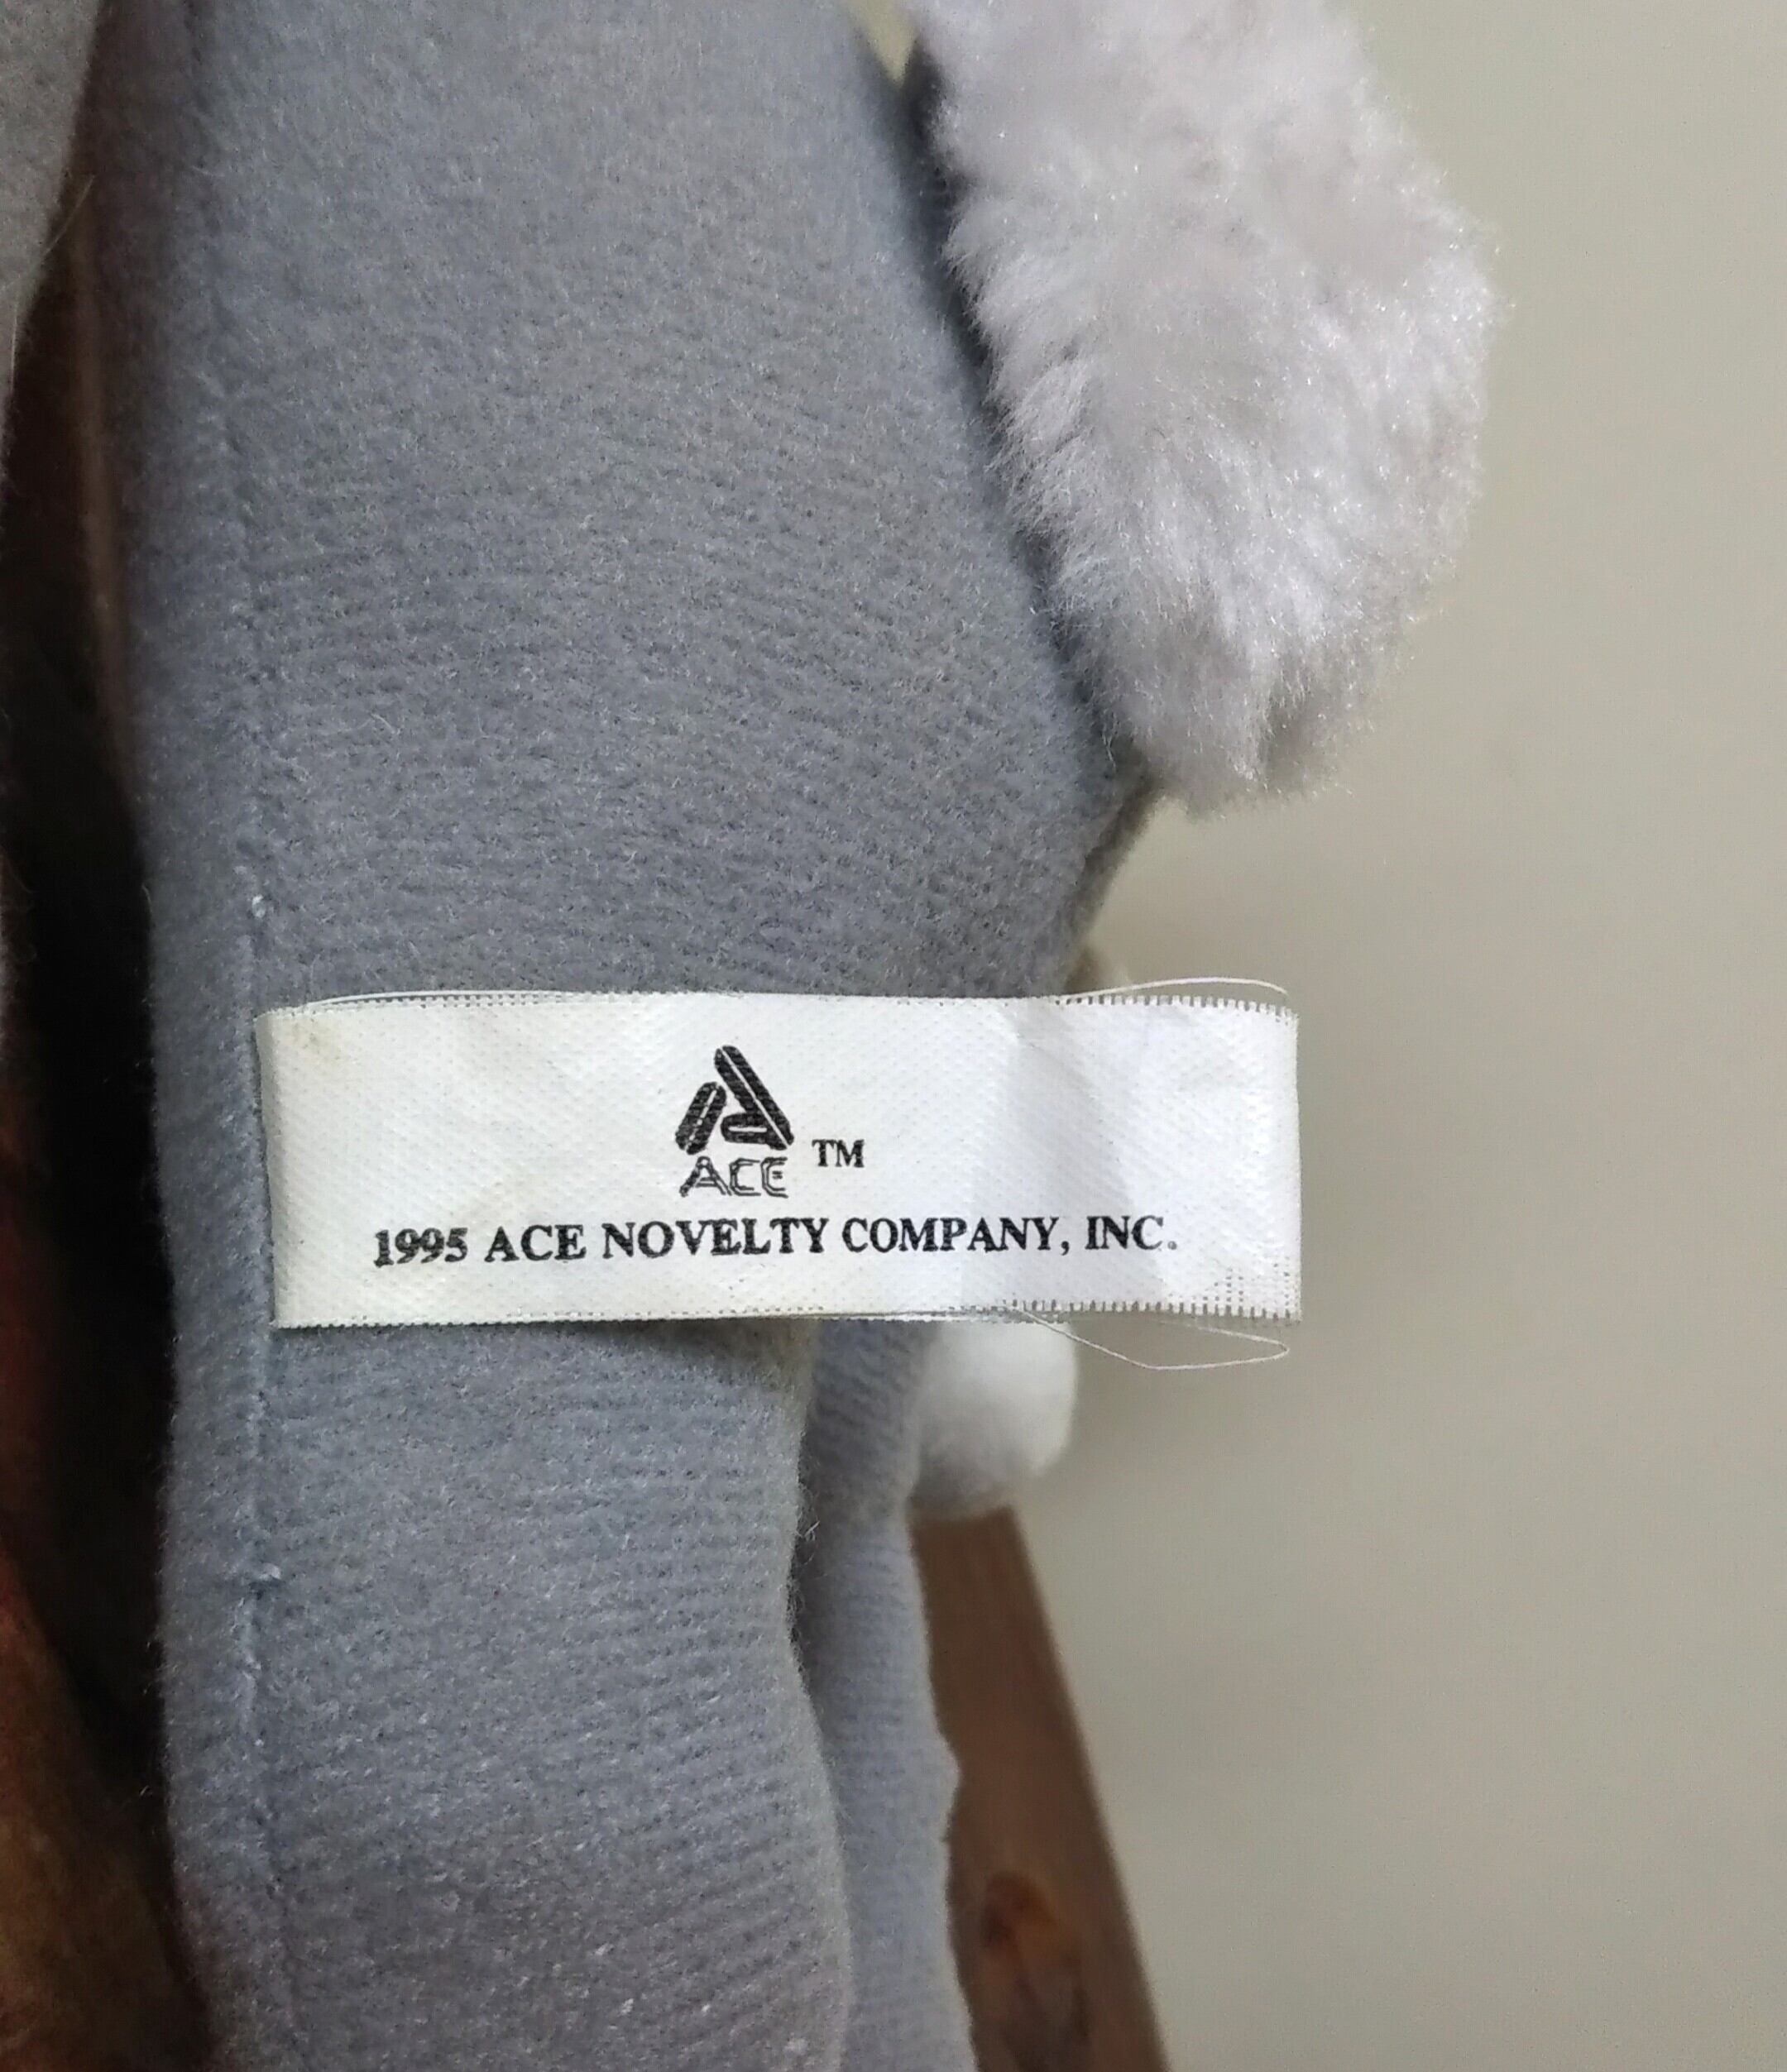 ACE TM
1995 ACE NOVELTY COMPANY, INC.